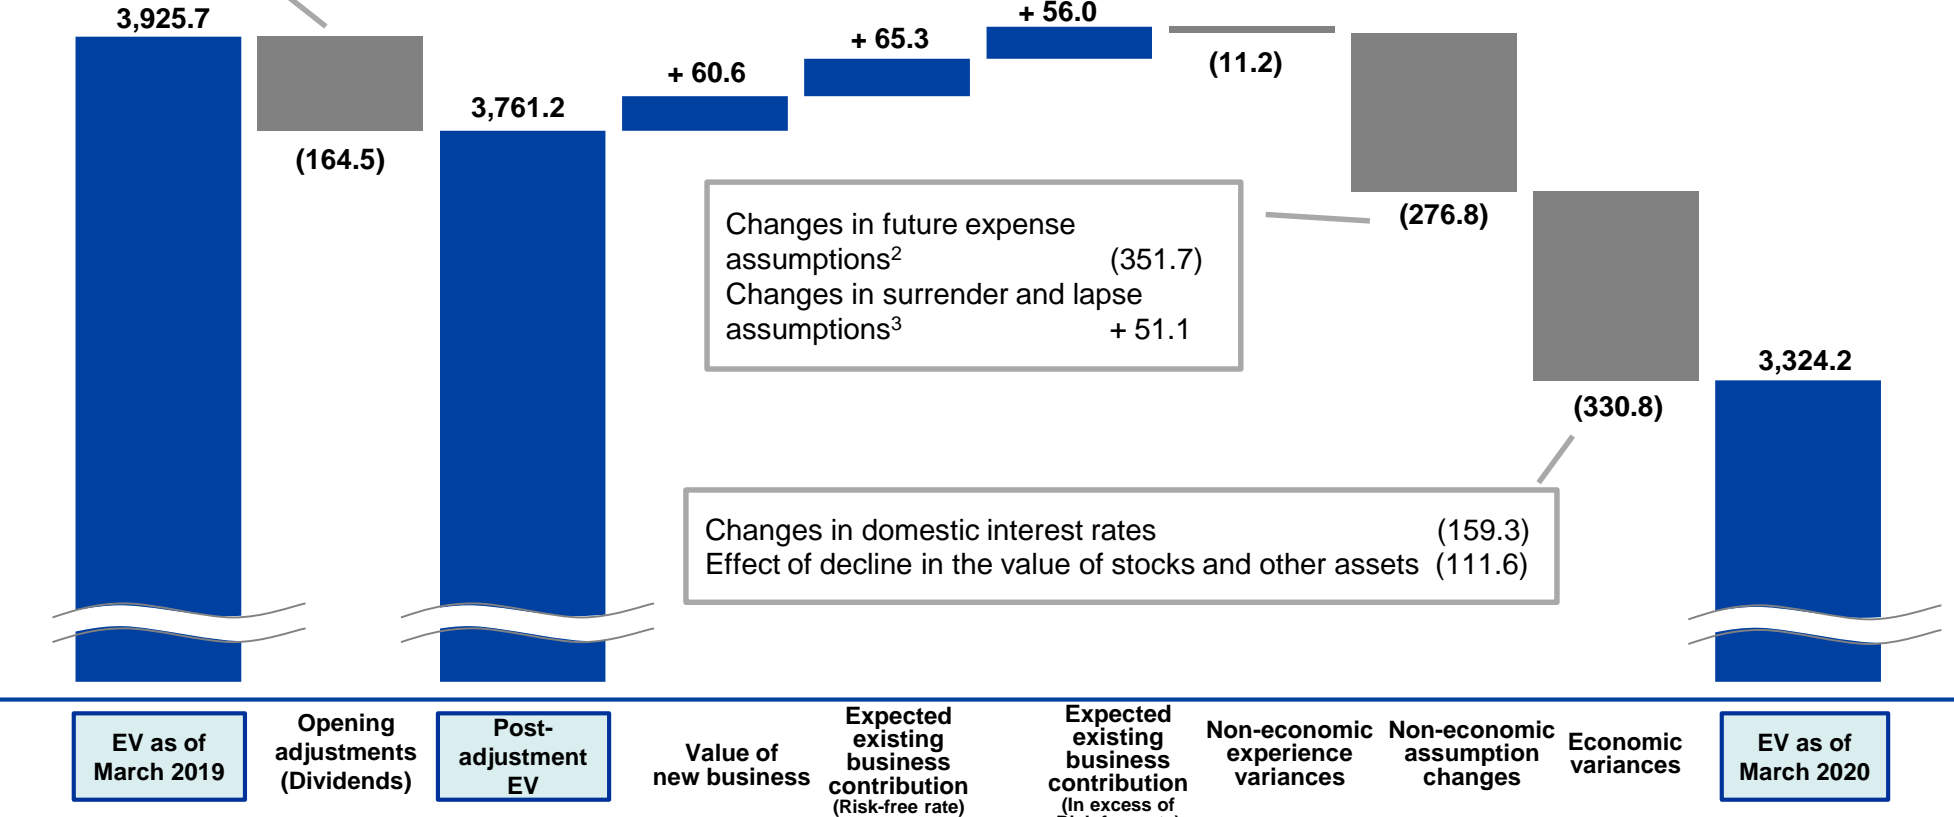 3,925.7
(164.5)
3,761.2
+ 60.6
+ 65.3
+ 56.0
(11.2)
(276.8)
(330.8)
3,324.2
Changes in future expense
assumptions2 (351.7)
Changes in surrender and lapse
assumptions3 + 51.1
Changes in domestic interest rates (159.3)
Effect of decline in the value of stocks and other assets (111.6)
EV as of
March 2019
Opening
adjustments
(Dividends)
Post-
adjustment
EV
Value of
new business
Expected
existing
business
contribution
(Risk-free rate)
Expected
existing
business
contribution
(In excess of
Non-economic
experience
variances
Non-economic
assumption
changes
Economic
variances
EV as of
March 2020